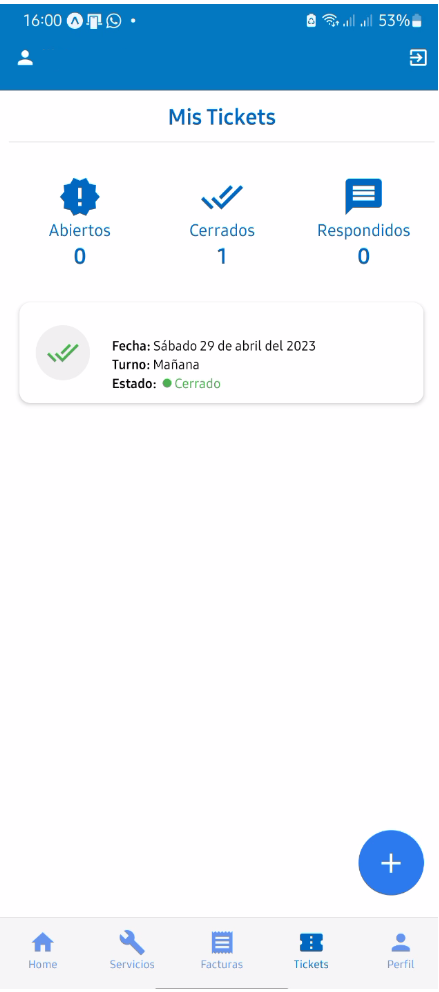 16:00 53%
Mis Tickets
Abiertos Cerrados Respondidos
0 1 0
Fecha: Sábado 29 de abril del 2023
Turno: Mañana
Estado: Cerrado
Home Servicios Facturas Tickets Perfil